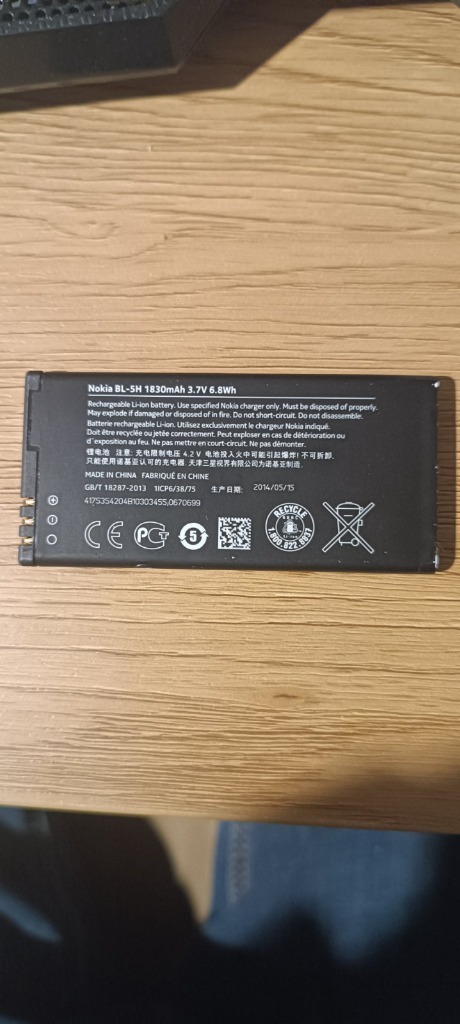 Nokia BL-5H 1830mAh 3.7V 6.8Wh
Rechargeable Li-ion battery. Use specified Nokia charger only. Must be disposed of properly.
May explode if damaged or disposed of in fire. Do not short-circuit. Do not disassemble.
Batterie rechargeable Li-ion. Utilisez exclusivement le chargeur Nokia indiqué.
Doit être recyclée ou jetée correctement. Peut exploser en cas de détérioration ou
d'exposition au feu. Ne pas mettre en court-circuit. Ne pas démonter.
锂电池 注意: 充电限制电压 4.2 V 电池投入火中可能引起爆炸! 不可拆卸.
只能使用诺基亚认可的充电器. 天津三星视界有限公司为诺基亚制造.
MADE IN CHINA FABRIQUÉ EN CHINE
GB/T 18287-2013 1ICP6/38/75 生产日期: 2014/05/15
4175354204B10303455,0670699
CE PCT 5 RECYCLE
1.800.822.8837